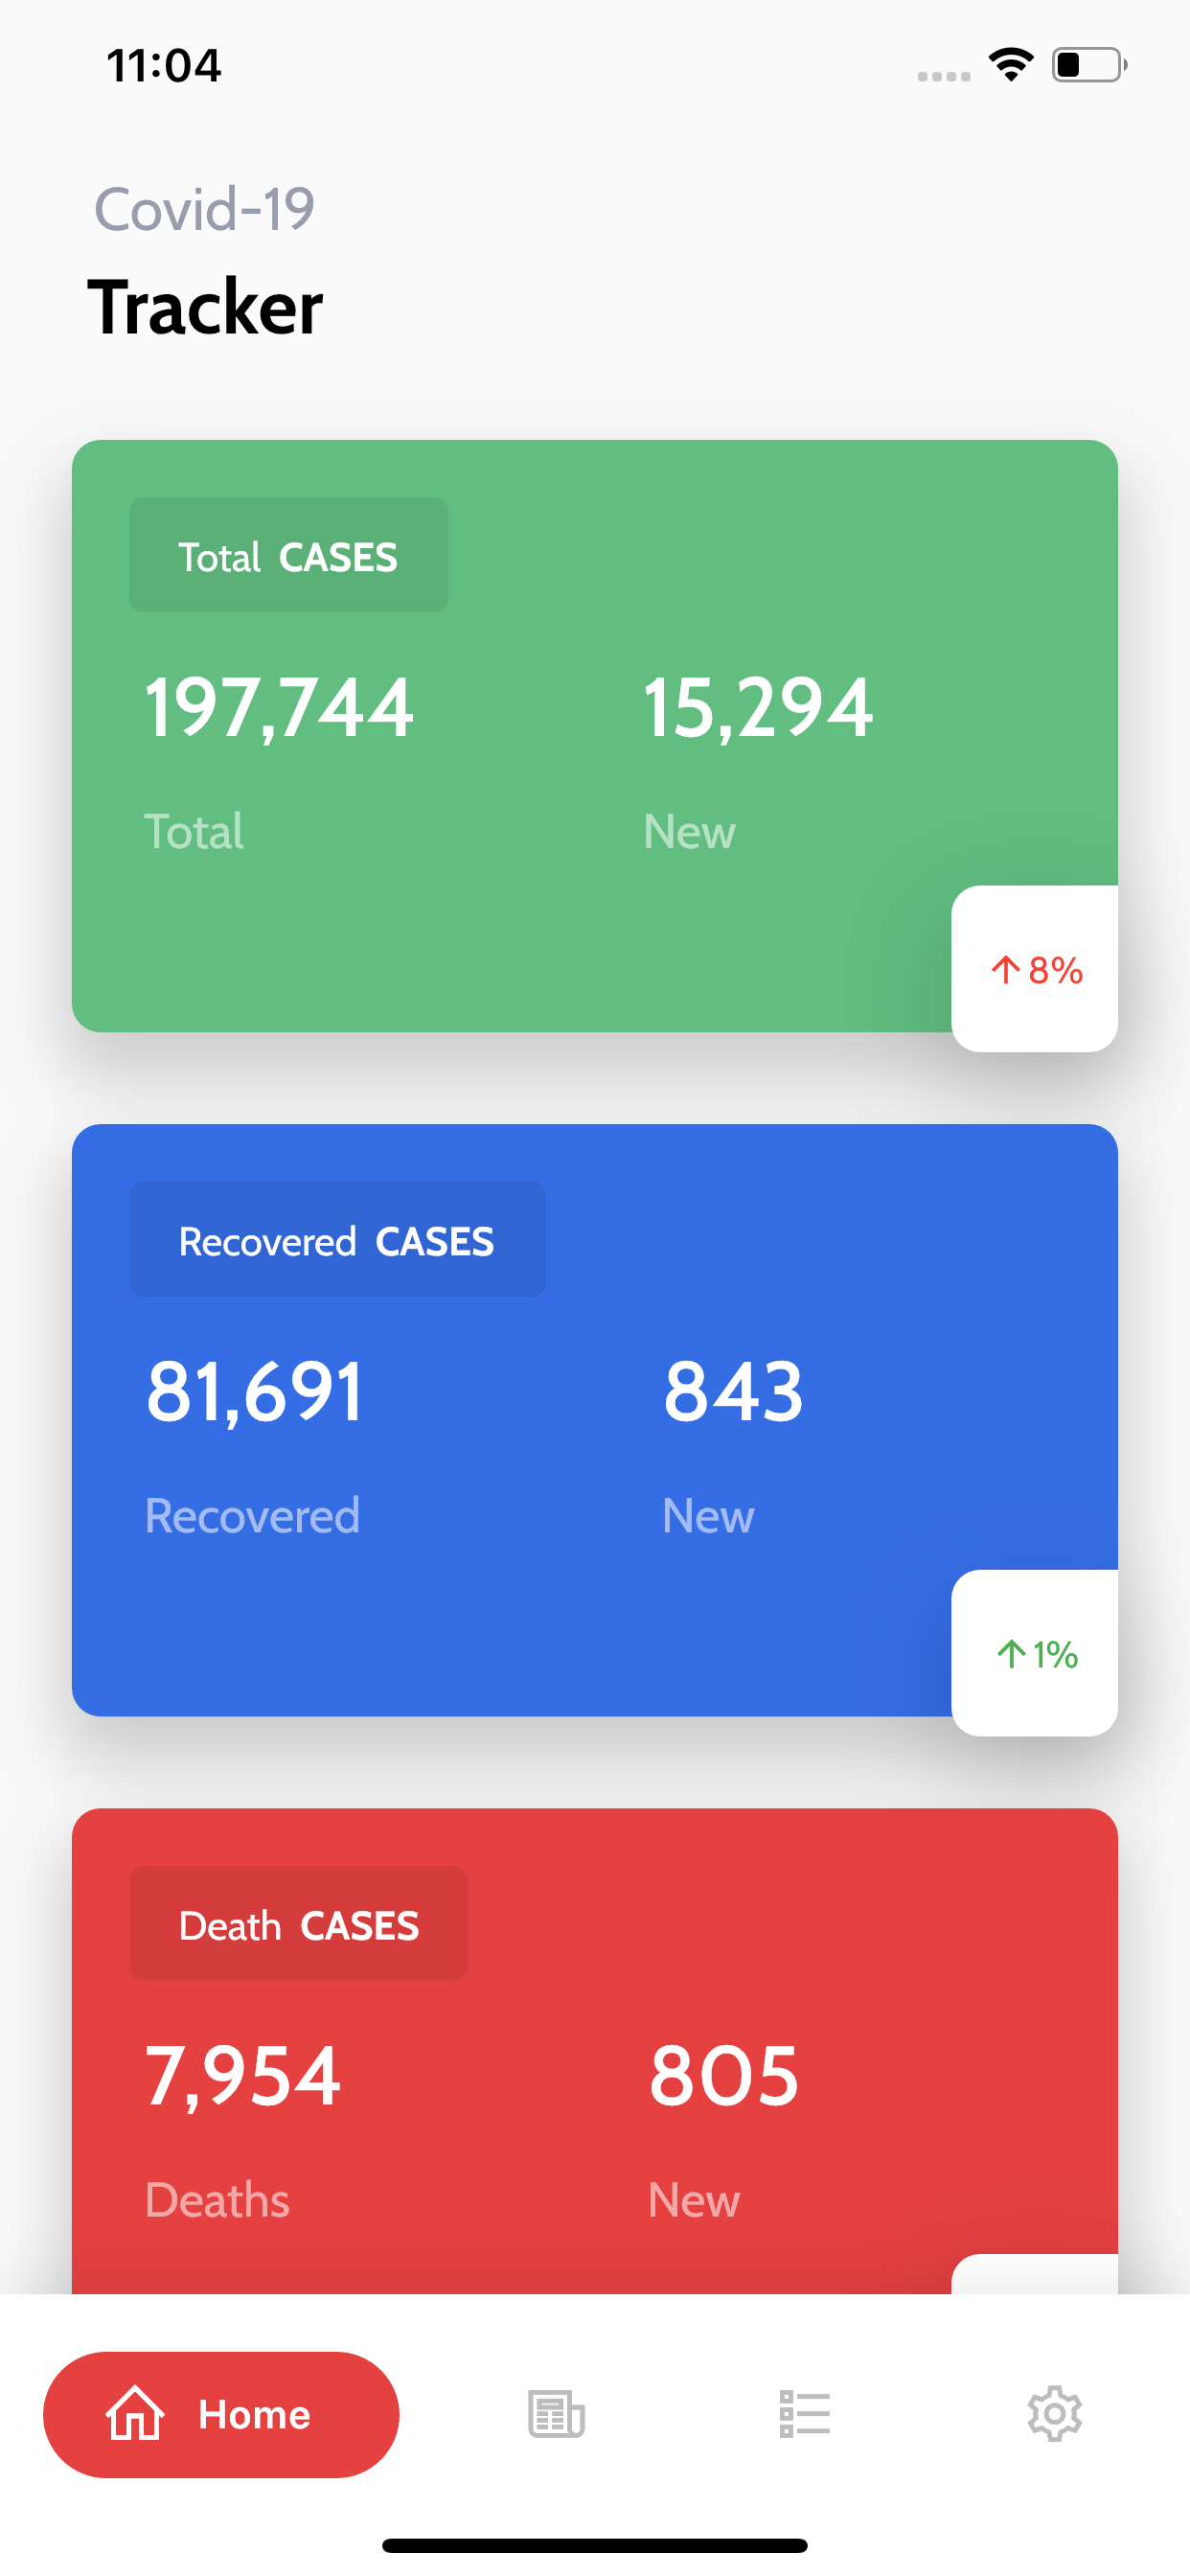 11:04
Covid-19
Tracker
Total CASES
197,744 15,294
Total New
↑ 8%
Recovered CASES
81,691 843
Recovered New
↑ 1%
Death CASES
7,954 805
Deaths New
Home